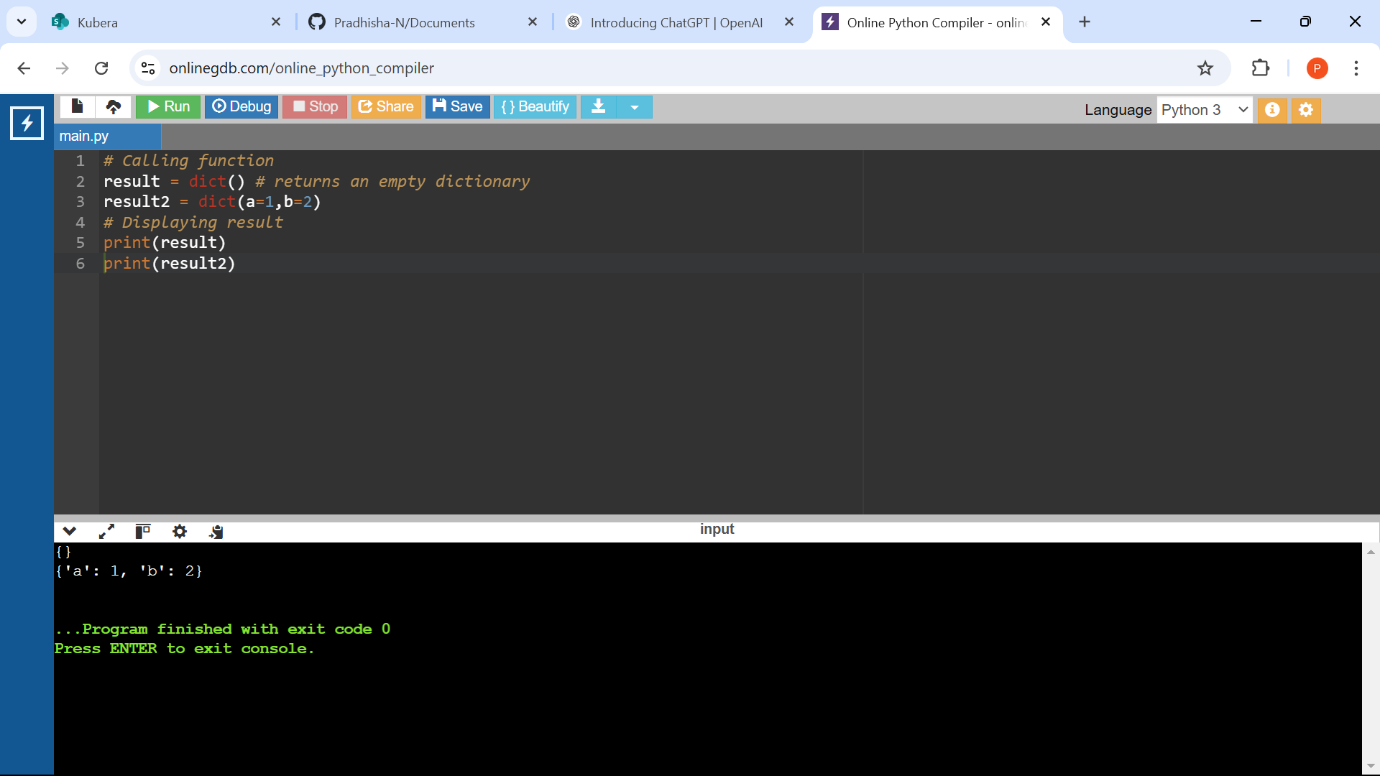 Kubera
Pradhisha-N/Documents
Introducing ChatGPT | OpenAI
Online Python Compiler - onlin
onlinegdb.com/online_python_compiler
P
Run Debug Stop Share Save { } Beautify
Language Python 3
main.py
1 # Calling function
2 result = dict() # returns an empty dictionary
3 result2 = dict(a=1,b=2)
4 # Displaying result
5 print(result)
6 print(result2)
input
{}
{'a': 1, 'b': 2}
...Program finished with exit code 0
Press ENTER to exit console.